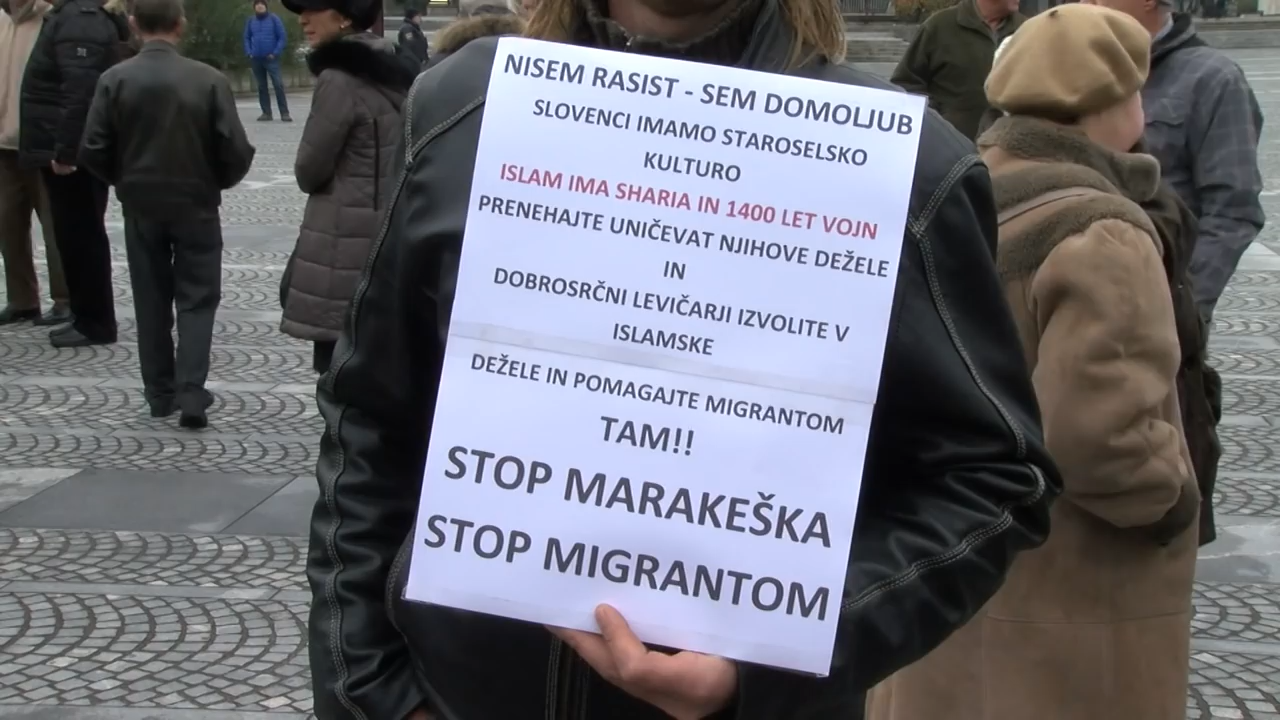 NISEM RASIST - SEM DOMOLJUB
SLOVENCI IMAMO STAROSELSKO
KULTURO
ISLAM IMA SHARIA IN 1400 LET VOJN
PRENEHAJTE UNIČEVAT NJIHOVE DEŽELE
IN
DOBROSRČNI LEVIČARJI IZVOLITE V
ISLAMSKE
DEŽELE IN POMAGAJTE MIGRANTOM
TAM!!
STOP MARAKEŠKA
STOP MIGRANTOM